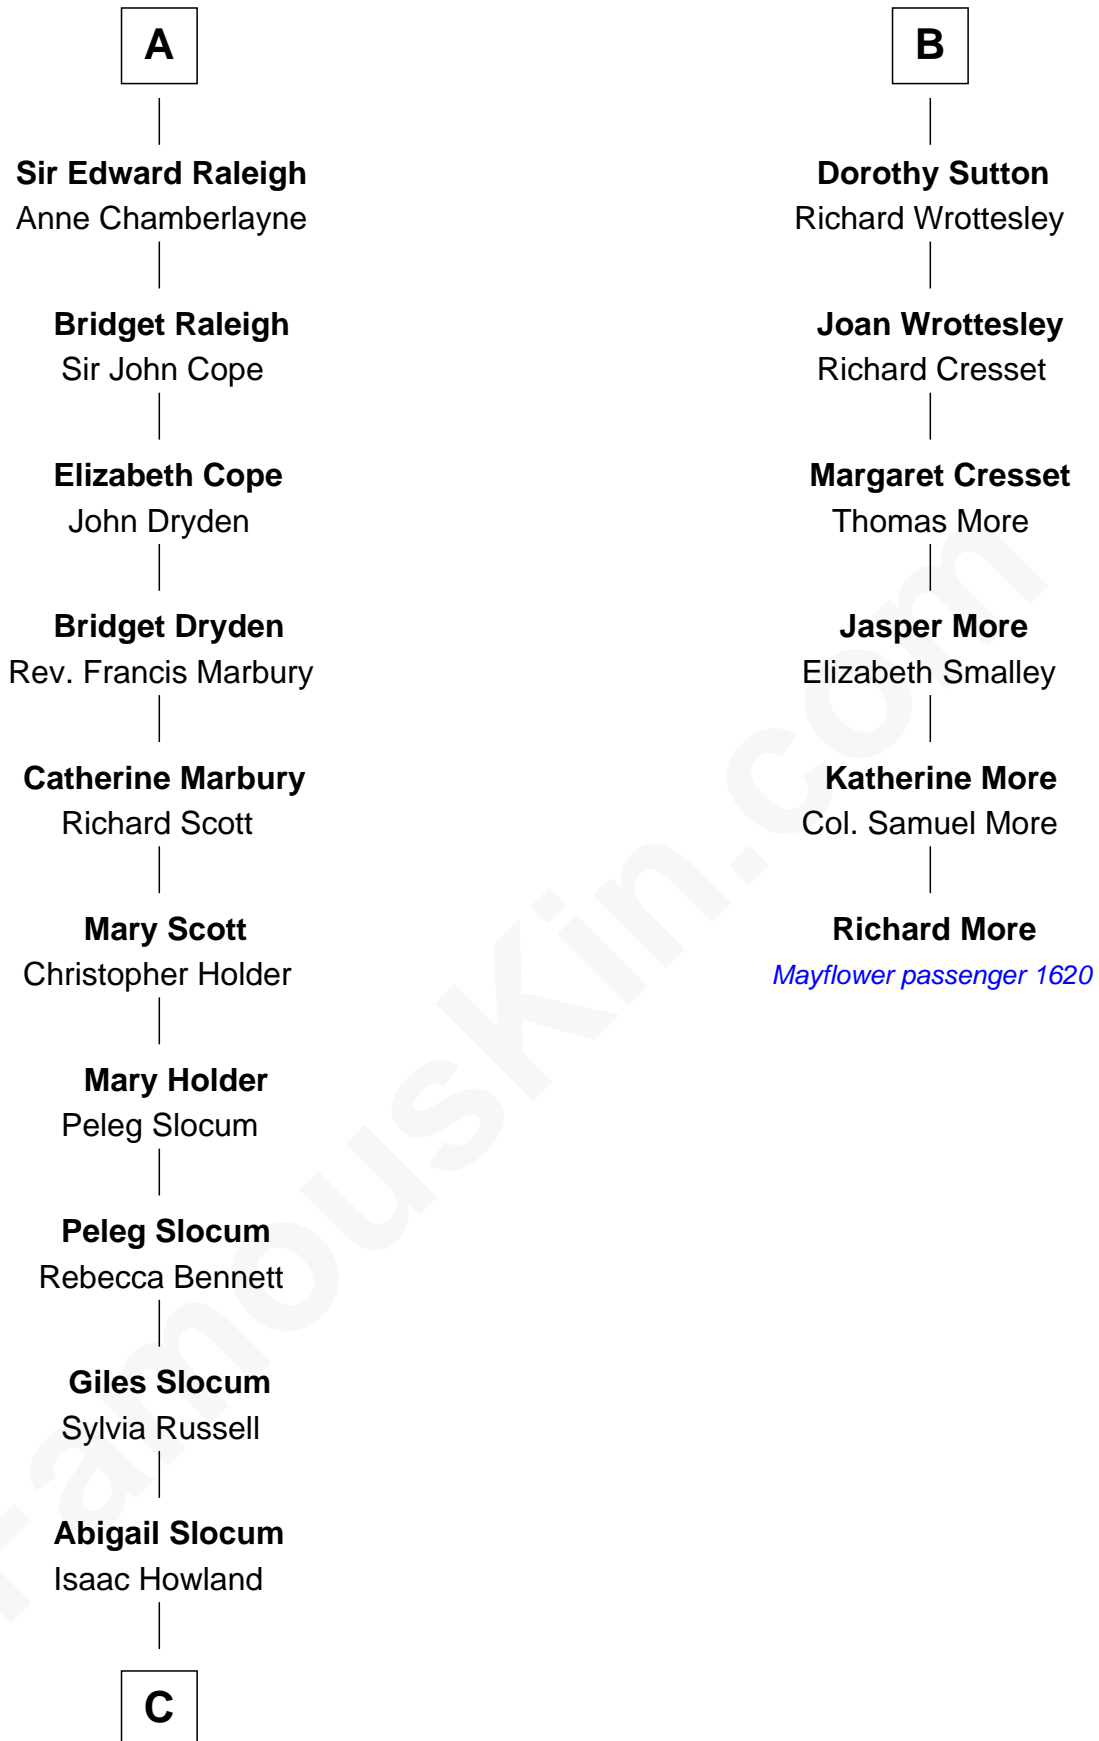 A
Sir Edward Raleigh
Anne Chamberlayne
Bridget Raleigh
Sir John Cope
Elizabeth Cope
John Dryden
Bridget Dryden
Rev. Francis Marbury
Catherine Marbury
Richard Scott
Mary Scott
Christopher Holder
Mary Holder
Peleg Slocum
Peleg Slocum
Rebecca Bennett
Giles Slocum
Sylvia Russell
Abigail Slocum
Isaac Howland
C
B
Dorothy Sutton
Richard Wrottesley
Joan Wrottesley
Richard Cresset
Margaret Cresset
Thomas More
Jasper More
Elizabeth Smalley
Katherine More
Col. Samuel More
Richard More
Mayflower passenger 1620
FamousKin.com